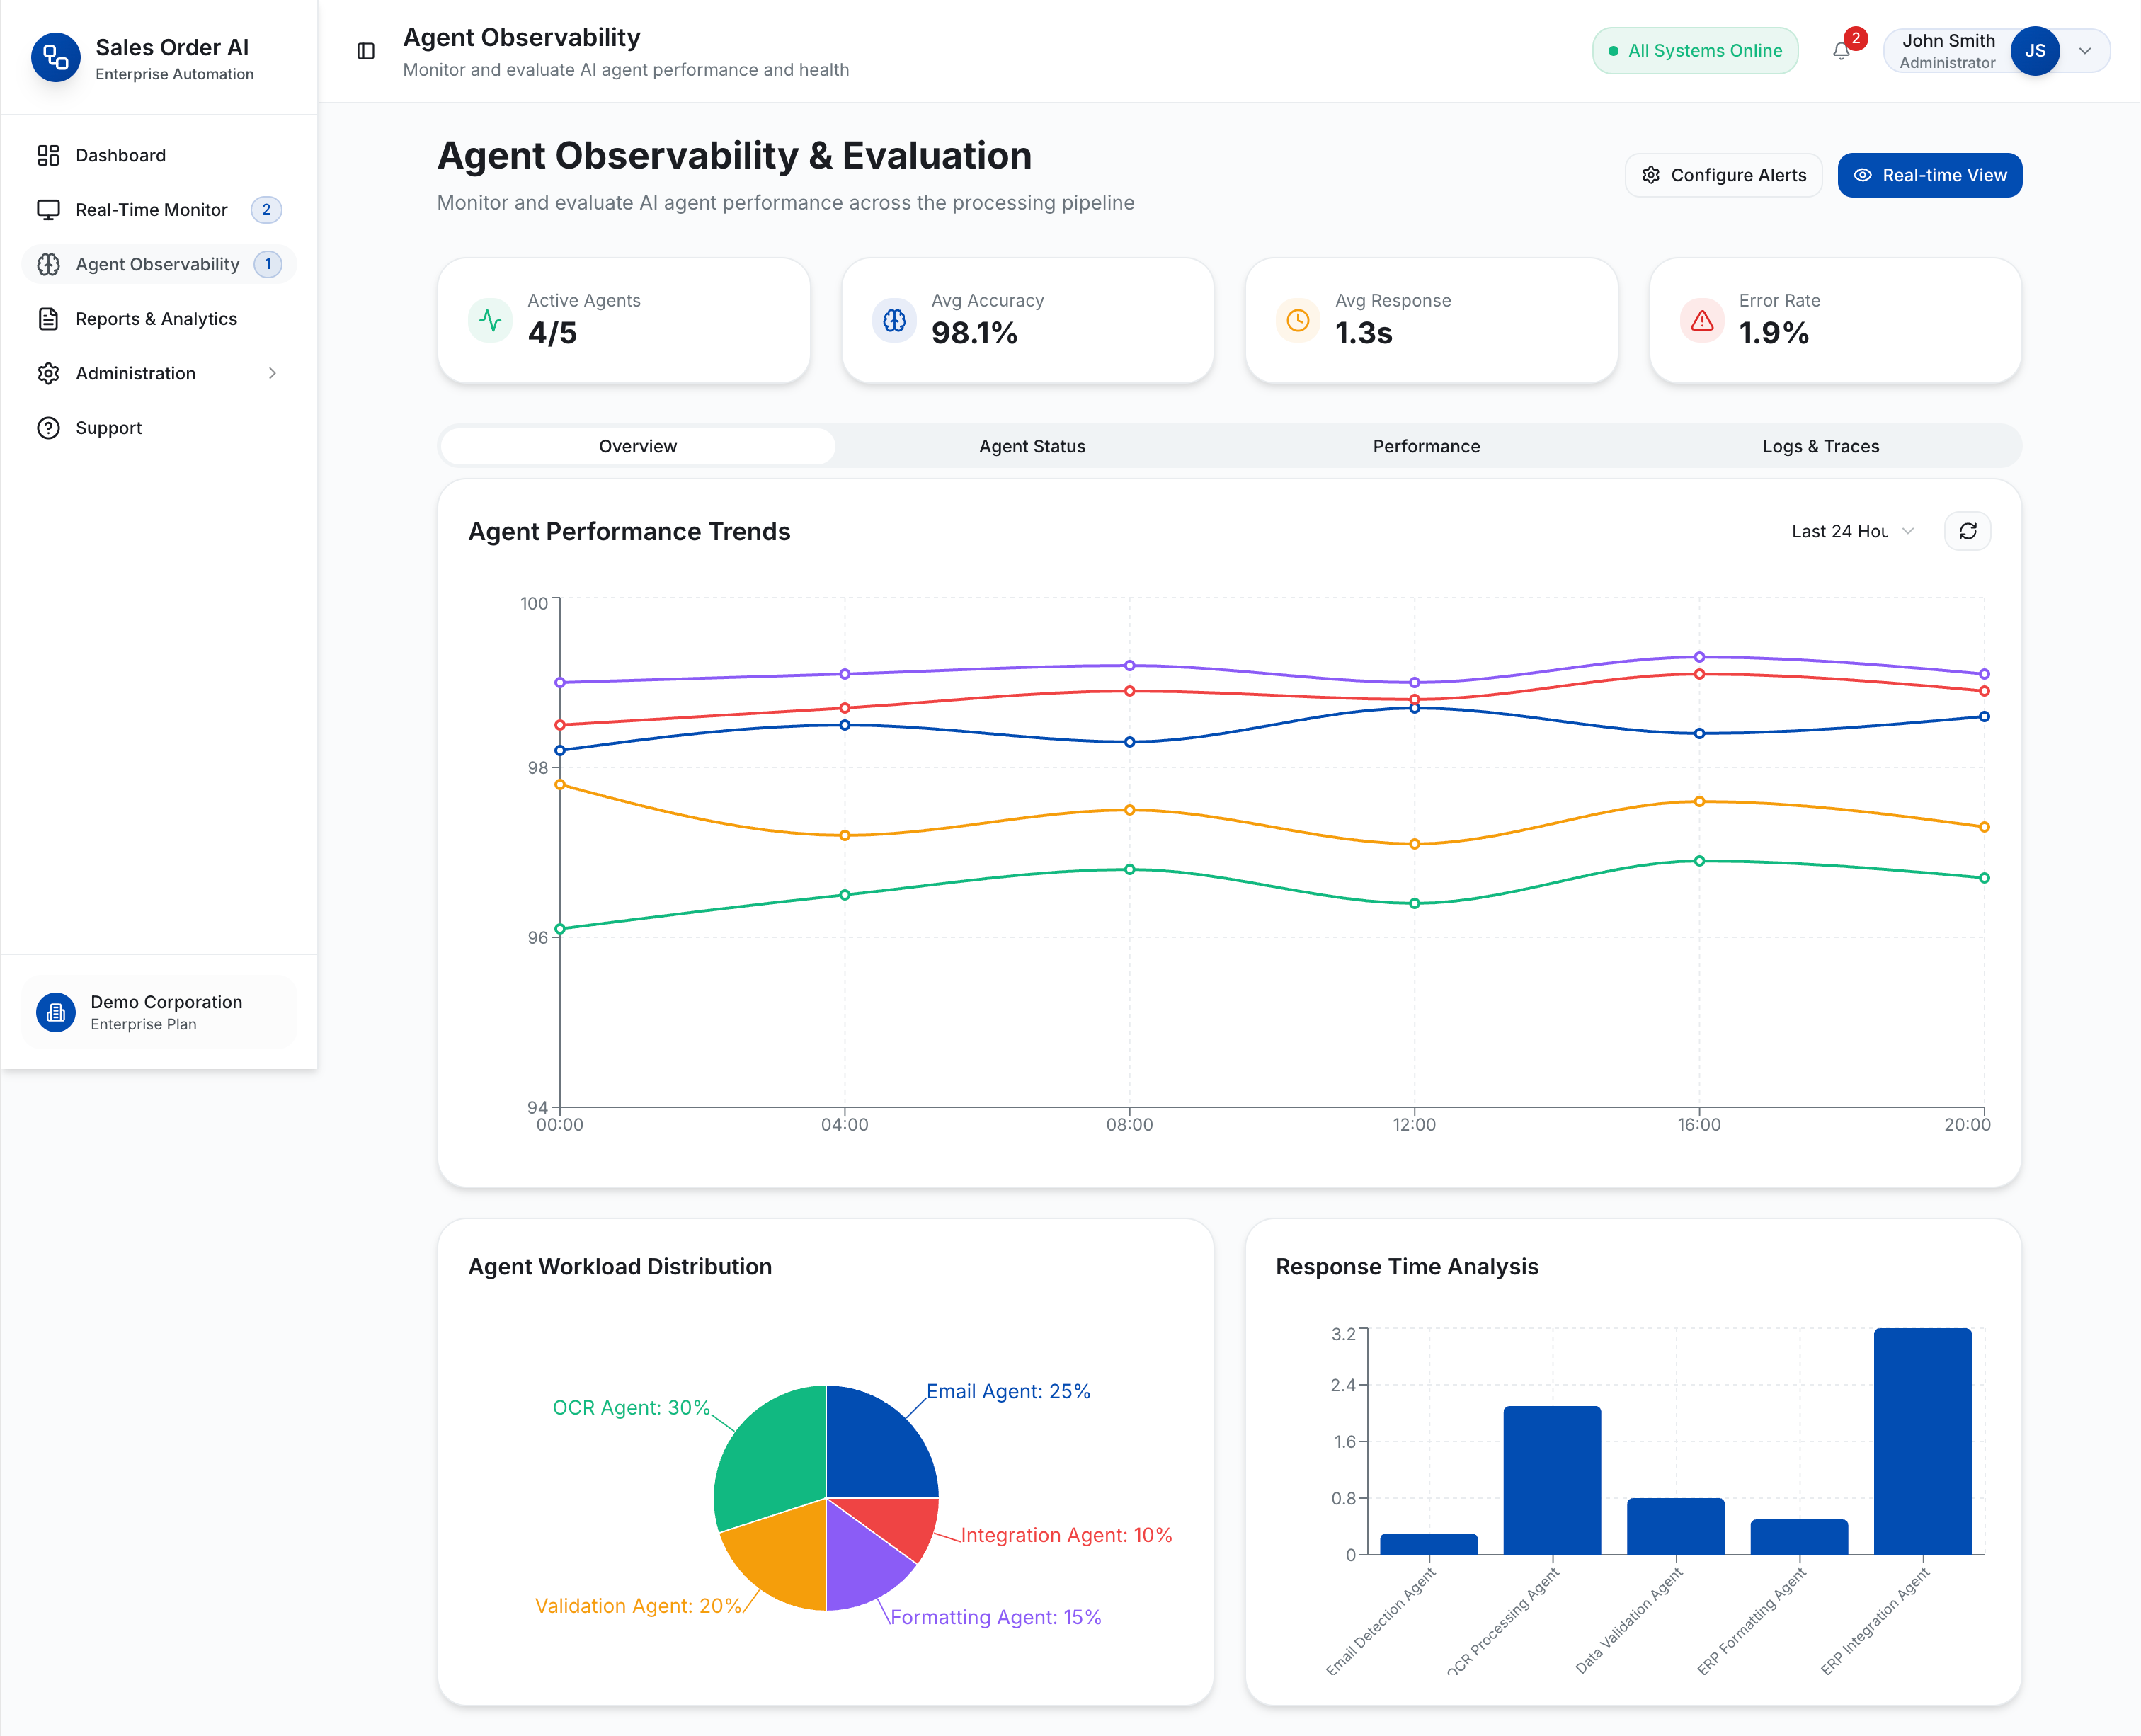 Sales Order AI
Enterprise Automation
Dashboard
Real-Time Monitor 2
Agent Observability 1
Reports & Analytics
Administration
Support
Demo Corporation
Enterprise Plan
Agent Observability
Monitor and evaluate AI agent performance and health
All Systems Online
2
John Smith
Administrator
JS
Agent Observability & Evaluation
Monitor and evaluate AI agent performance across the processing pipeline
Configure Alerts
Real-time View
Active Agents
4/5
Avg Accuracy
98.1%
Avg Response
1.3s
Error Rate
1.9%
Overview
Agent Status
Performance
Logs & Traces
Agent Performance Trends
Last 24 Hou
100
98
96
94
00:00
04:00
08:00
12:00
16:00
20:00
Agent Workload Distribution
Email Agent: 25%
OCR Agent: 30%
Integration Agent: 10%
Validation Agent: 20%
Formatting Agent: 15%
Response Time Analysis
3.2
2.4
1.6
0.8
0
Email Detection Agent
OCR Processing Agent
Data Validation Agent
ERP Formatting Agent
ERP Integration Agent